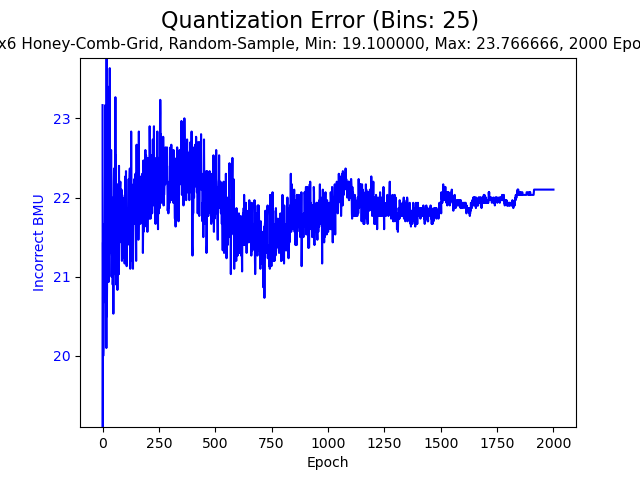 Quantization Error (Bins: 25)
x6 Honey-Comb-Grid, Random-Sample, Min: 19.100000, Max: 23.766666, 2000 Epo
23
22
21
20
Incorrect BMU
0 250 500 750 1000 1250 1500 1750 2000
Epoch